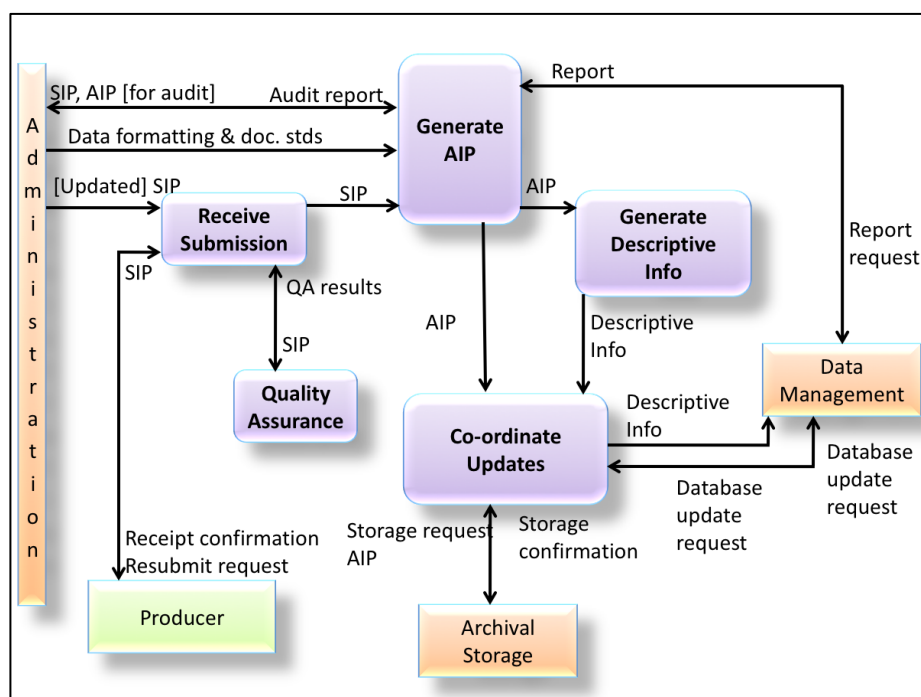 Report
SIP, AIP [for audit]
Audit report
Generate
AIP
Data formatting & doc. stds
Administration
[Updated] SIP
SIP
AIP
Receive
Submission
Generate
Descriptive
Info
Report
request
SIP
QA results
AIP
Descriptive
Info
SIP
Data
Management
Quality
Assurance
Descriptive
Info
Co-ordinate
Updates
Database
update
request
Database
update
request
Storage request
AIP
Storage
confirmation
Receipt confirmation
Resubmit request
Producer
Archival
Storage